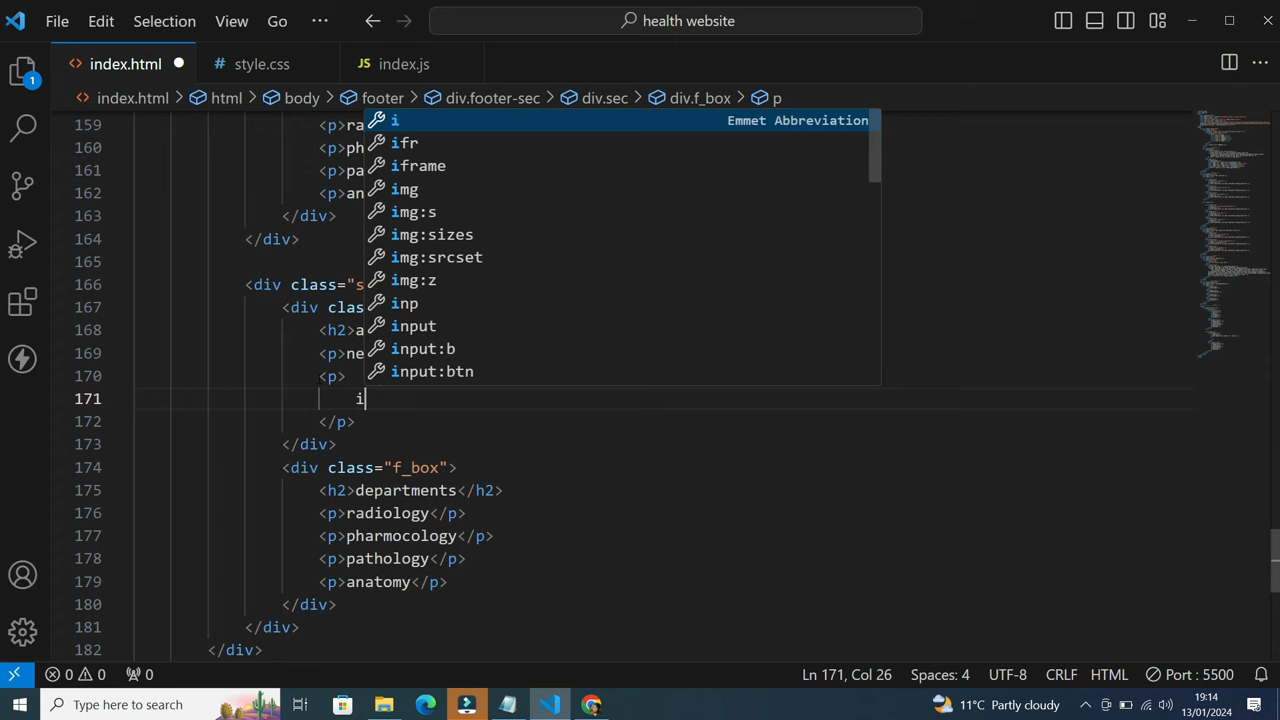 File Edit Selection View Go ··· health website
index.html style.css JS index.js
1
index.html > html > body > footer > div.footer-sec > div.sec > div.f_box > p
159 <p>ra
160 <p>ph
161 <p>pa
162 <p>an
163 </div>
164 </div>
165
166 <div class="s
167 <div clas
168 <h2>a
169 <p>ne
170 <p>
171 i
172 </p>
173 </div>
174 <div class="f_box">
175 <h2>departments</h2>
176 <p>radiology</p>
177 <p>pharmocology</p>
178 <p>pathology</p>
179 <p>anatomy</p>
180 </div>
181 </div>
182 </div>
i Emmet Abbreviation
ifr
iframe
img
img:s
img:sizes
img:srcset
img:z
inp
input
input:b
input:btn
0 0 0 Ln 171, Col 26 Spaces: 4 UTF-8 CRLF HTML Port : 5500
Type here to search 11°C Partly cloudy 19:14
13/01/2024